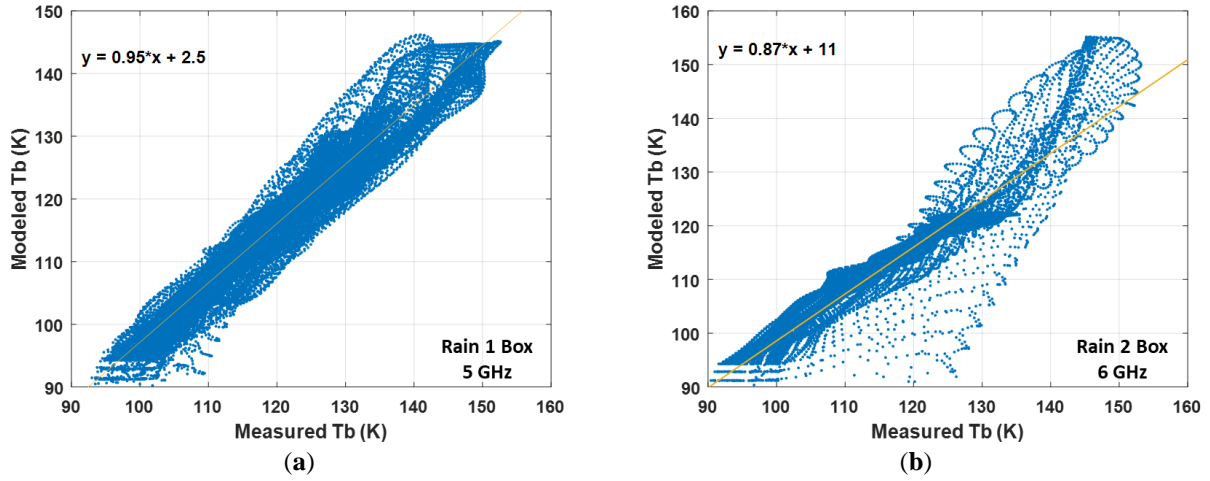 150
140
130
120
110
100
90
Modeled Tb (K)
y = 0.95*x + 2.5
Rain 1 Box
5 GHz
90 100 110 120 130 140 150 160
Measured Tb (K)
(a)
160
150
140
130
120
110
100
90
Modeled Tb (K)
y = 0.87*x + 11
Rain 2 Box
6 GHz
90 100 110 120 130 140 150 160
Measured Tb (K)
(b)